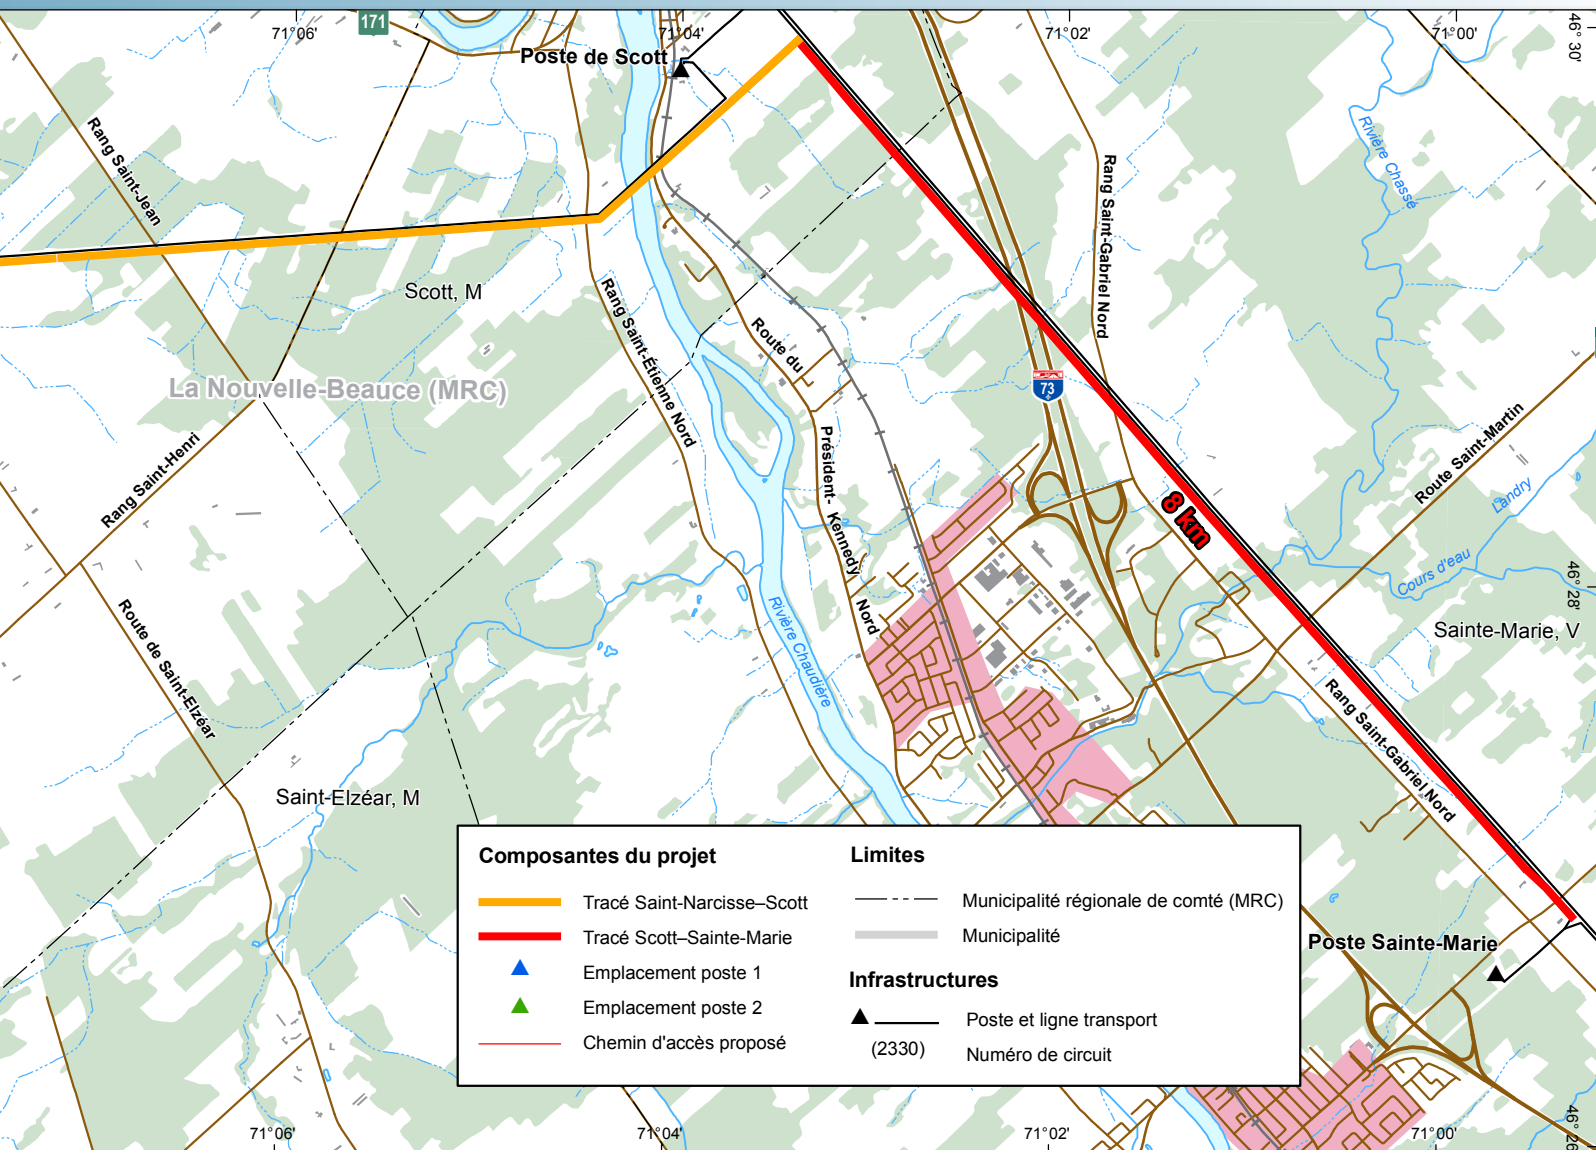 171
71°06'
71°04'
71°02'
71°00'
46° 30'
Poste de Scott
Rang Saint-Jean
Rivière Chassé
Rang Saint-Gabriel Nord
Scott, M
Rang Saint-Étienne Nord
Route du
Président-
Kennedy
Nord
La Nouvelle-Beauce (MRC)
73
Rang Saint-Henri
Route Saint-Martin
8 km
Landry
Cours d'eau
46° 28'
Sainte-Marie, V
Rivière Chaudière
Route de Saint-Elzéar
Rang Saint-Gabriel Nord
Saint-Elzéar, M
Composantes du projet
Tracé Saint-Narcisse–Scott
Tracé Scott–Sainte-Marie
Emplacement poste 1
Emplacement poste 2
Chemin d'accès proposé
Limites
Municipalité régionale de comté (MRC)
Municipalité
Infrastructures
Poste et ligne transport
(2330)
Numéro de circuit
Poste Sainte-Marie
46° 26'
71°06'
71°04'
71°02'
71°00'